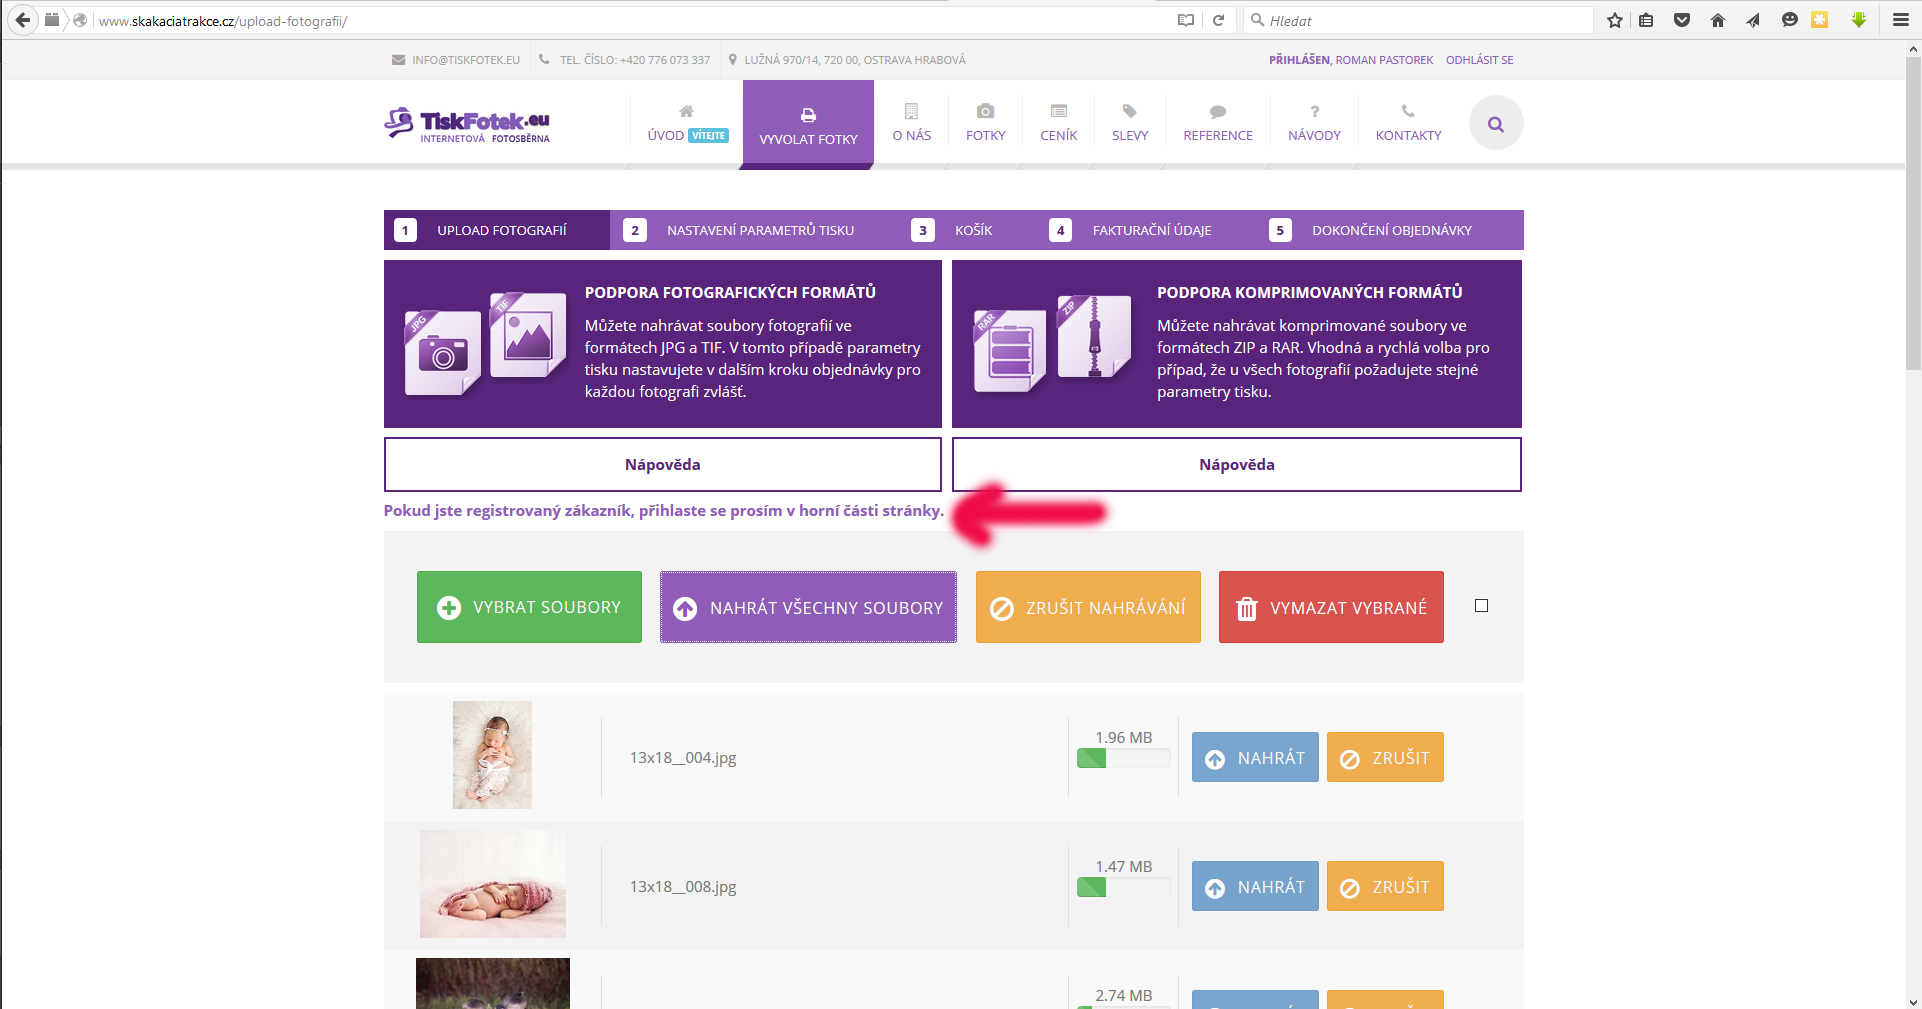 www.skakaciatrakce.cz/upload-fotografii/
Hledat
INFO@TISKFOTEK.EU
TEL. ČÍSLO: +420 776 073 337
LUŽNÁ 970/14, 720 00, OSTRAVA HRABOVÁ
PŘIHLÁŠEN, ROMAN PASTOREK
ODHLÁSIT SE
TiskFotek.eu
INTERNETOVÁ FOTOSBĚRNA
ÚVOD VÍTEJTE
VYVOLAT FOTKY
O NÁS
FOTKY
CENÍK
SLEVY
REFERENCE
?
NÁVODY
KONTAKTY
1 UPLOAD FOTOGRAFIÍ
2 NASTAVENÍ PARAMETRŮ TISKU
3 KOŠÍK
4 FAKTURAČNÍ ÚDAJE
5 DOKONČENÍ OBJEDNÁVKY
JPG
TIF
PODPORA FOTOGRAFICKÝCH FORMÁTŮ
Můžete nahrávat soubory fotografií ve
formátech JPG a TIF. V tomto případě parametry
tisku nastavujete v dalším kroku objednávky pro
každou fotografi zvlášť.
RAR
ZIP
PODPORA KOMPRIMOVANÝCH FORMÁTŮ
Můžete nahrávat komprimované soubory ve
formátech ZIP a RAR. Vhodná a rychlá volba pro
případ, že u všech fotografií požadujete stejné
parametry tisku.
Nápověda
Nápověda
Pokud jste registrovaný zákazník, přihlaste se prosím v horní části stránky.
VYBRAT SOUBORY
NAHRÁT VŠECHNY SOUBORY
ZRUŠIT NAHRÁVÁNÍ
VYMAZAT VYBRANÉ
13x18__004.jpg
1.96 MB
NAHRÁT
ZRUŠIT
13x18__008.jpg
1.47 MB
NAHRÁT
ZRUŠIT
2.74 MB